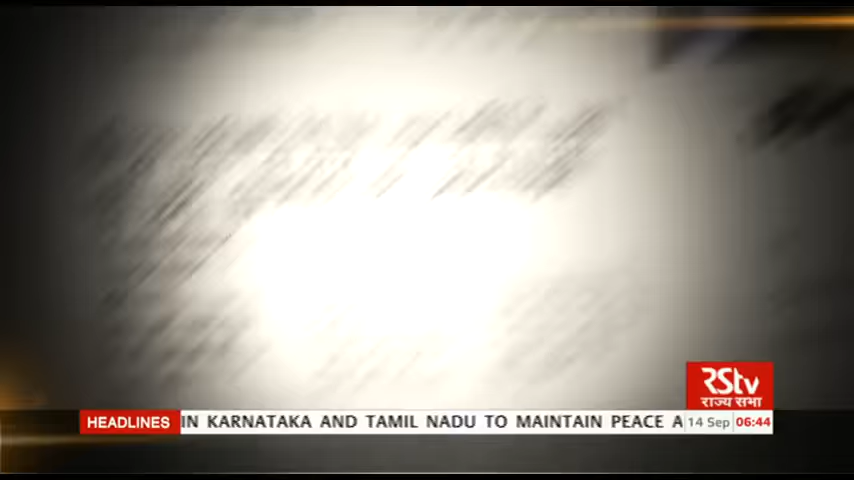 RStv
राज्य सभा
HEADLINES IN KARNATAKA AND TAMIL NADU TO MAINTAIN PEACE A 14 Sep 06:44